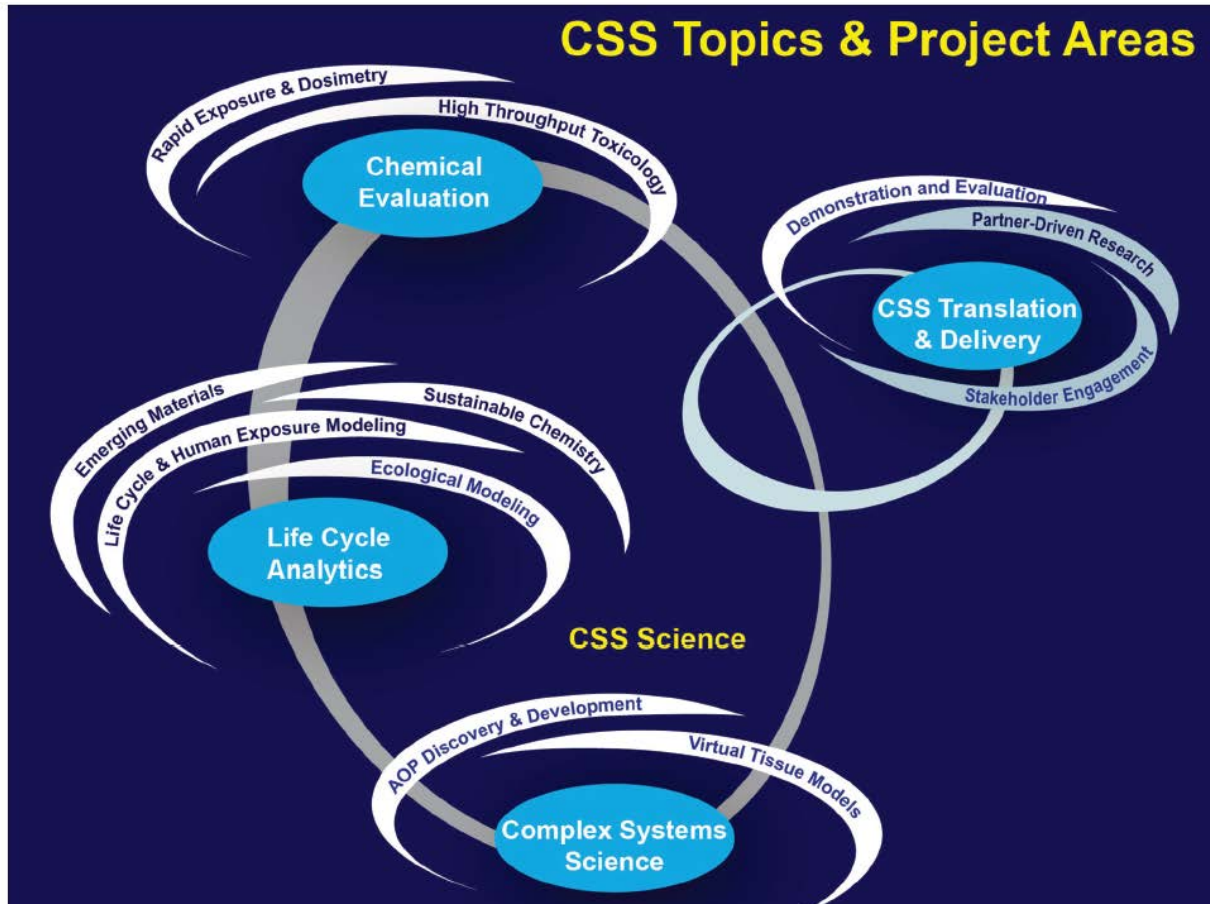 CSS Topics & Project Areas
Rapid Exposure & Dosimetry
High Throughput Toxicology
Chemical
Evaluation
Demonstration and Evaluation
Partner-Driven Research
CSS Translation
& Delivery
Stakeholder Engagement
Emerging Materials
Sustainable Chemistry
Life Cycle & Human Exposure Modeling
Ecological Modeling
Life Cycle
Analytics
CSS Science
AOP Discovery & Development
Virtual Tissue Models
Complex Systems
Science